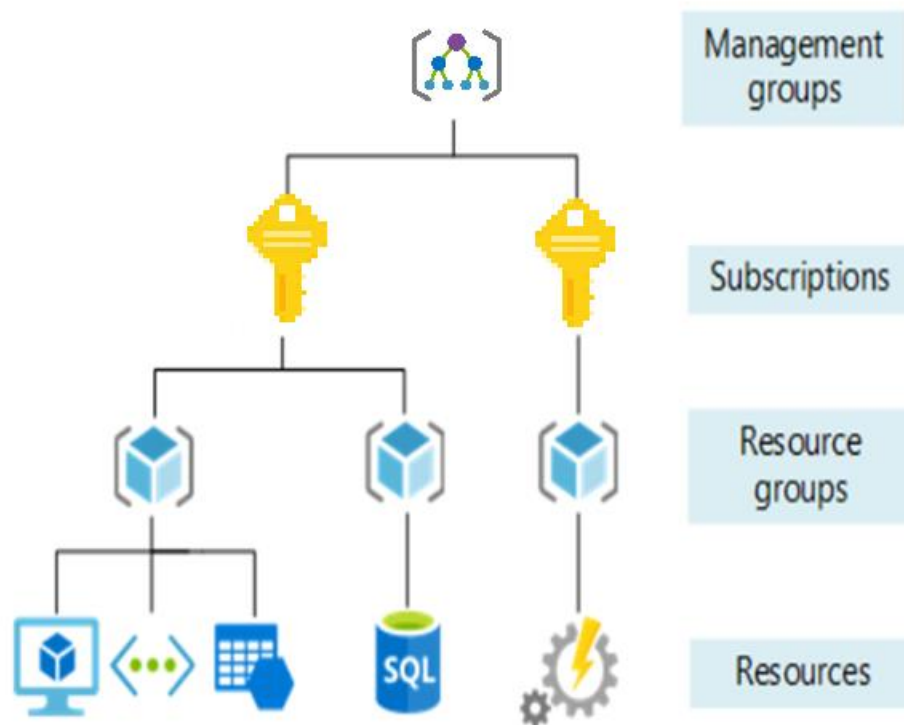 Management
groups
Subscriptions
Resource
groups
SQL
Resources